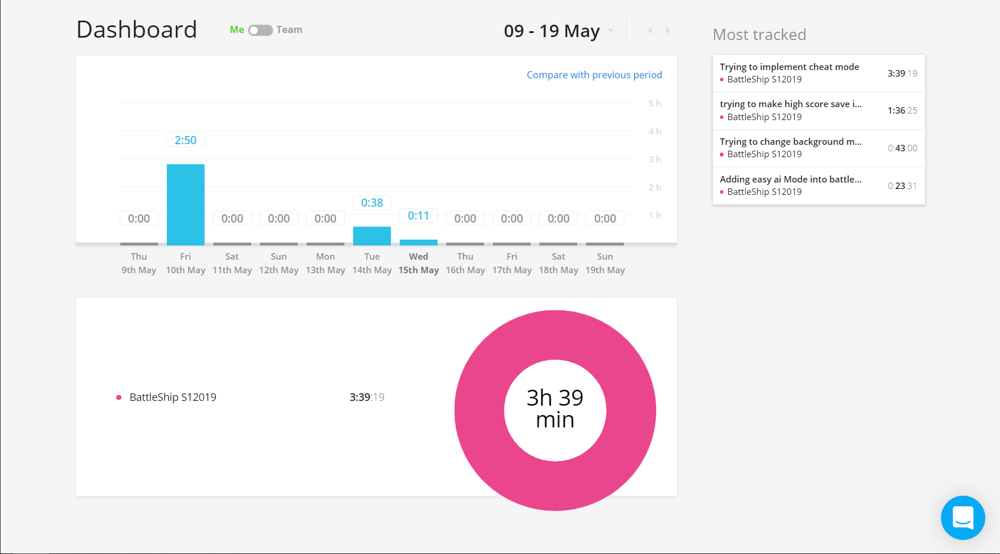 Dashboard
Me Team
09 - 19 May
Compare with previous period
5 h
4 h
3 h
2 h
1 h
0:00 2:50 0:00 0:00 0:00 0:38 0:11 0:00 0:00 0:00 0:00
Thu Fri Sat Sun Mon Tue Wed Thu Fri Sat Sun
9th May 10th May 11th May 12th May 13th May 14th May 15th May 16th May 17th May 18th May 19th May
BattleShip S12019 3:39:19
3h 39
min
Most tracked
Trying to implement cheat mode
BattleShip S12019
3:39:19
trying to make high score save i...
BattleShip S12019
1:36:25
Trying to change background m...
BattleShip S12019
0:43:00
Adding easy ai Mode into battle...
BattleShip S12019
0:23:31